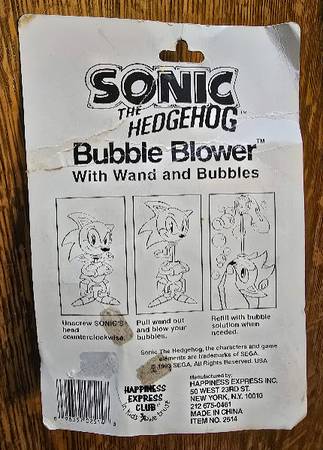 SONIC
THE
HEDGEHOG™
Bubble Blower™
With Wand and Bubbles
Unscrew SONIC'S
head
counterclockwise.
Pull wand out
and blow your
bubbles.
Refill with bubble
solution when
needed.
Sonic The Hedgehog, the characters and game
elements are trademarks of SEGA.
© 1993 SEGA, All Rights Reserved. USA
HAPPINESS
EXPRESS
CLUB
Manufactured by:
HAPPINESS EXPRESS INC.
50 WEST 23RD ST.
NEW YORK, N.Y. 10010
212 675-0461
MADE IN CHINA
ITEM NO. 2514